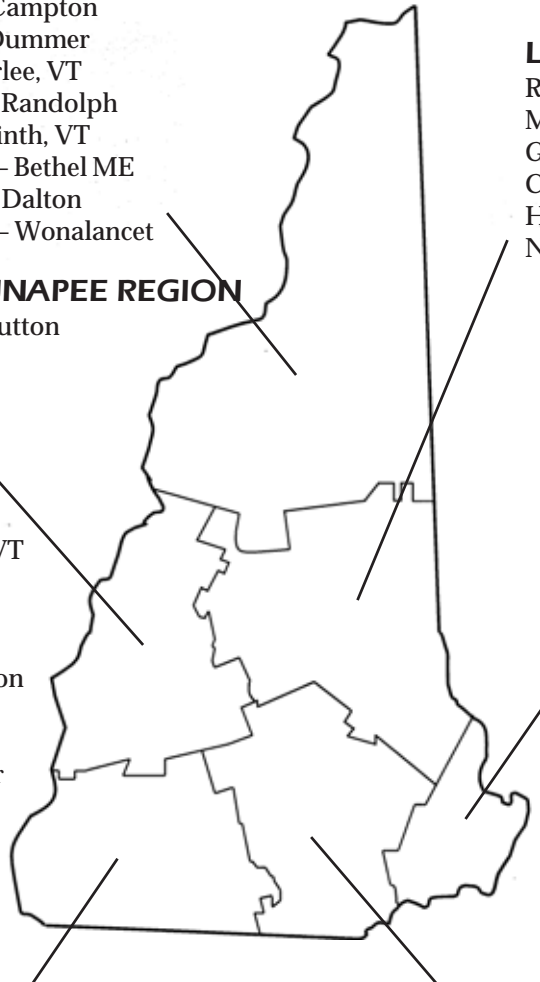 Campton
Dummer
rlee, VT
Randolph
inth, VT
– Bethel ME
Dalton
– Wonalancet
UNAPEE REGION
utton
VT
on
r
L
R
M
G
C
H
N